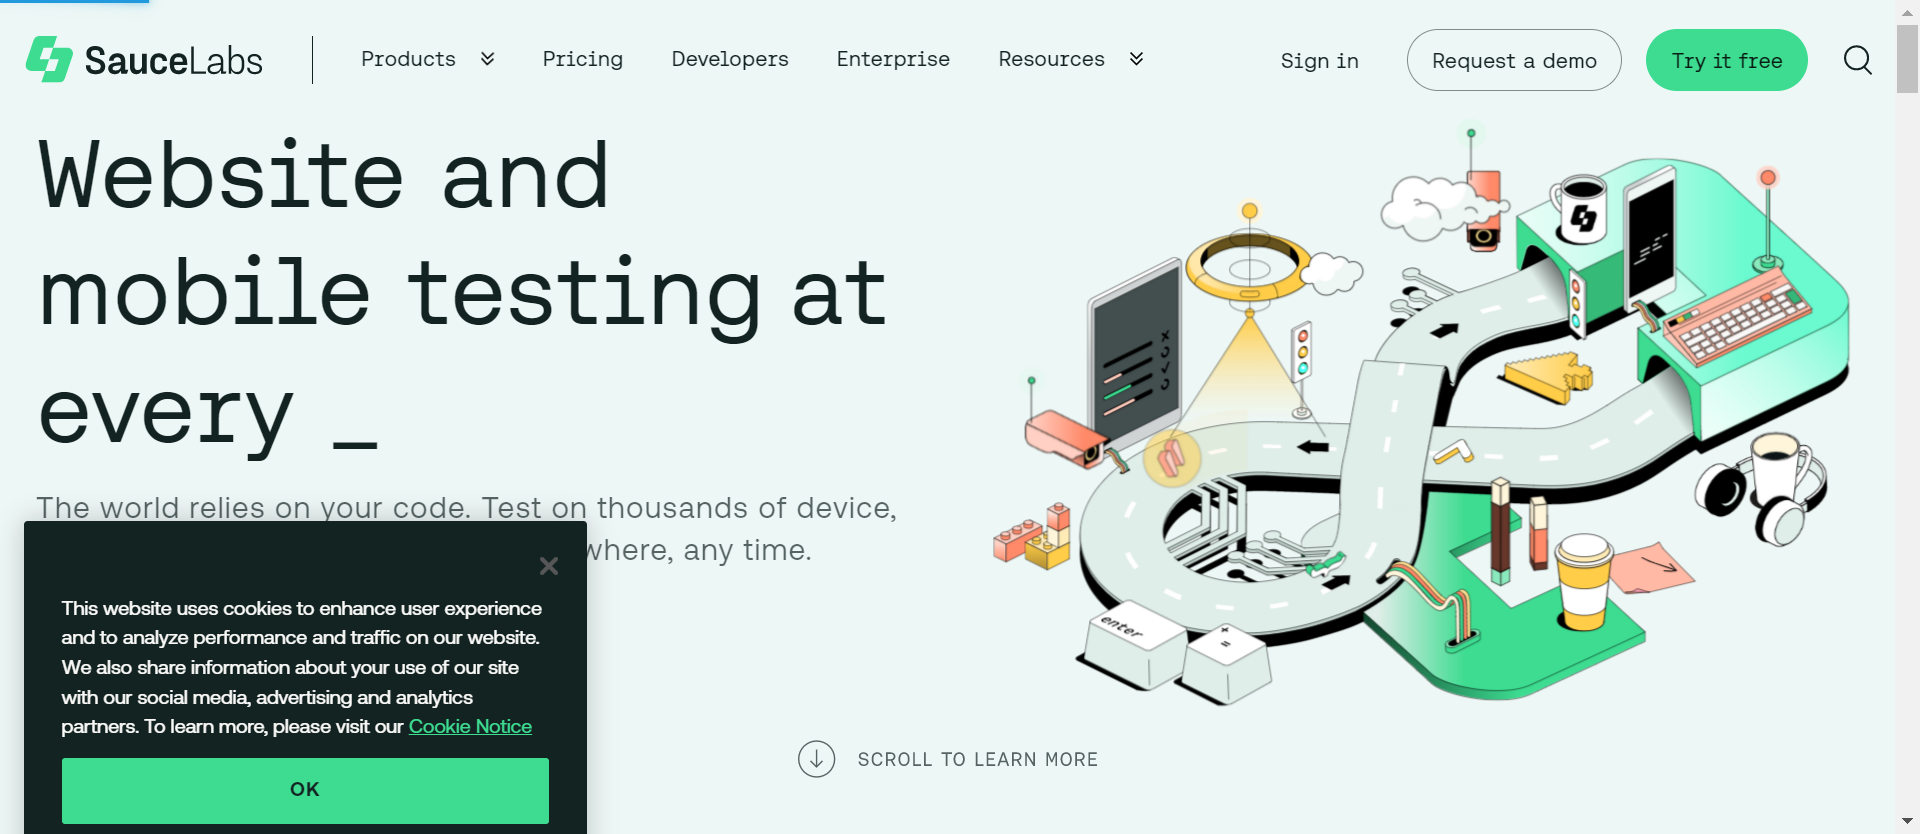 SauceLabs
Products
Pricing
Developers
Enterprise
Resources
Sign in
Request a demo
Try it free
Website and
mobile testing at
every _
The world relies on your code. Test on thousands of device,
where, any time.
This website uses cookies to enhance user experience
and to analyze performance and traffic on our website.
We also share information about your use of our site
with our social media, advertising and analytics
partners. To learn more, please visit our Cookie Notice
OK
enter
+
=
SCROLL TO LEARN MORE